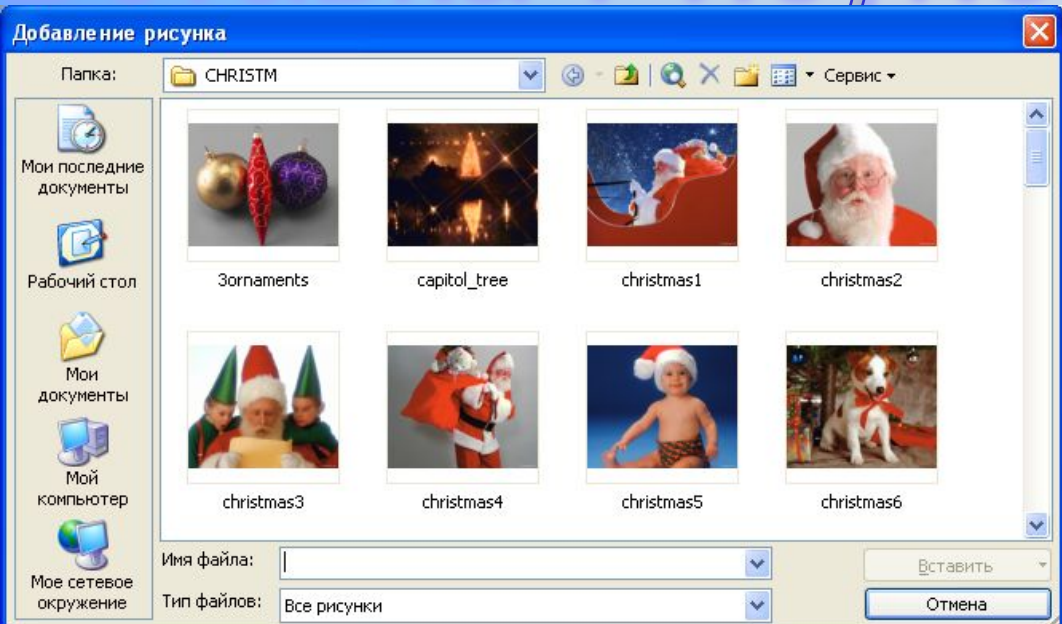 Добавление рисунка
Папка:
CHRISTM
Сервис
Мои последние
документы
Рабочий стол
Мои
документы
Мой
компьютер
Мое сетевое
окружение
3ornaments
capitol_tree
christmas1
christmas2
christmas3
christmas4
christmas5
christmas6
Имя файла:
Вставить
Тип файлов:
Все рисунки
Отмена